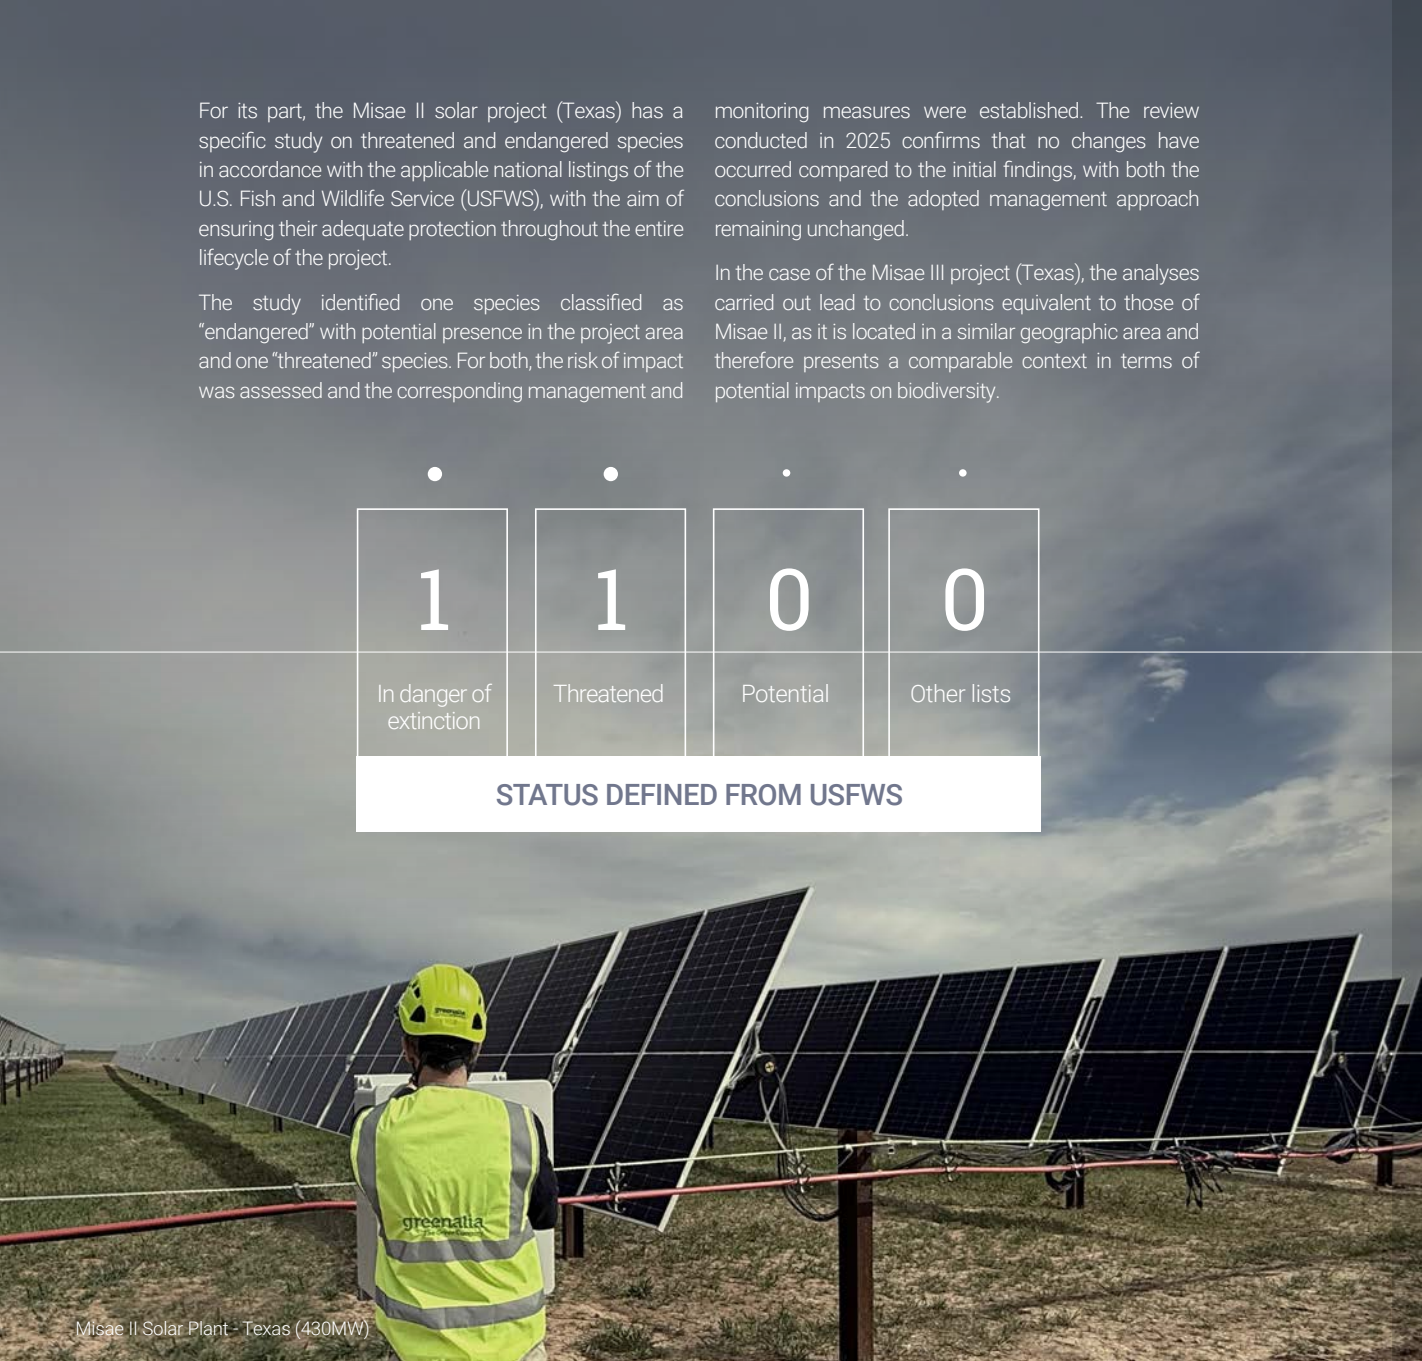 For its part, the Misae II solar project (Texas) has a
specific study on threatened and endangered species
in accordance with the applicable national listings of the
U.S. Fish and Wildlife Service (USFWS), with the aim of
ensuring their adequate protection throughout the entire
lifecycle of the project.
The study identified one species classified as
“endangered” with potential presence in the project area
and one “threatened” species. For both, the risk of impact
was assessed and the corresponding management and
monitoring measures were established. The review
conducted in 2025 confirms that no changes have
occurred compared to the initial findings, with both the
conclusions and the adopted management approach
remaining unchanged.
In the case of the Misae III project (Texas), the analyses
carried out lead to conclusions equivalent to those of
Misae II, as it is located in a similar geographic area and
therefore presents a comparable context in terms of
potential impacts on biodiversity.
1
In danger of
extinction
1
Threatened
0
Potential
0
Other lists
STATUS DEFINED FROM USFWS
greenalia
greenalia
Misae II Solar Plant - Texas (430MW)